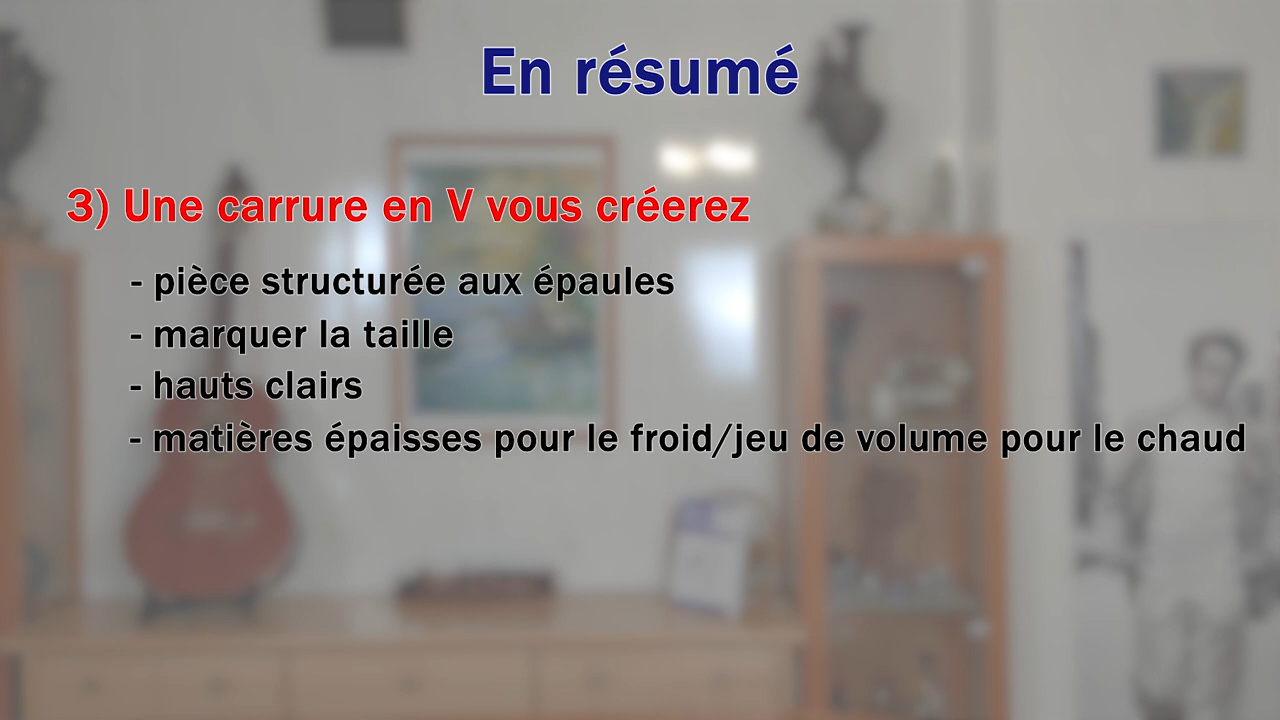 En résumé
3) Une carrure en V vous créerez
- pièce structurée aux épaules
- marquer la taille
- hauts clairs
- matières épaisses pour le froid/jeu de volume pour le chaud